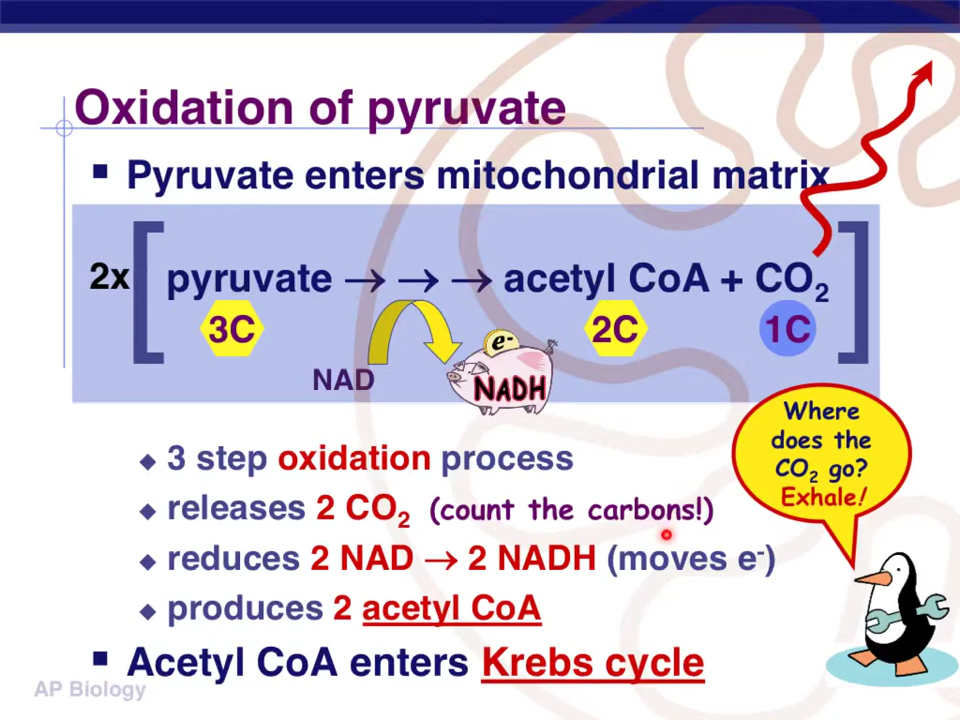 Oxidation of pyruvate
▪ Pyruvate enters mitochondrial matrix
2x [ pyruvate → → → acetyl CoA + CO₂ ]
3C 2C 1C
NAD
e-
NADH
Where
does the
CO₂ go?
Exhale!
◆ 3 step oxidation process
◆ releases 2 CO₂ (count the carbons!)
◆ reduces 2 NAD → 2 NADH (moves e⁻)
◆ produces 2 acetyl CoA
▪ Acetyl CoA enters Krebs cycle
AP Biology